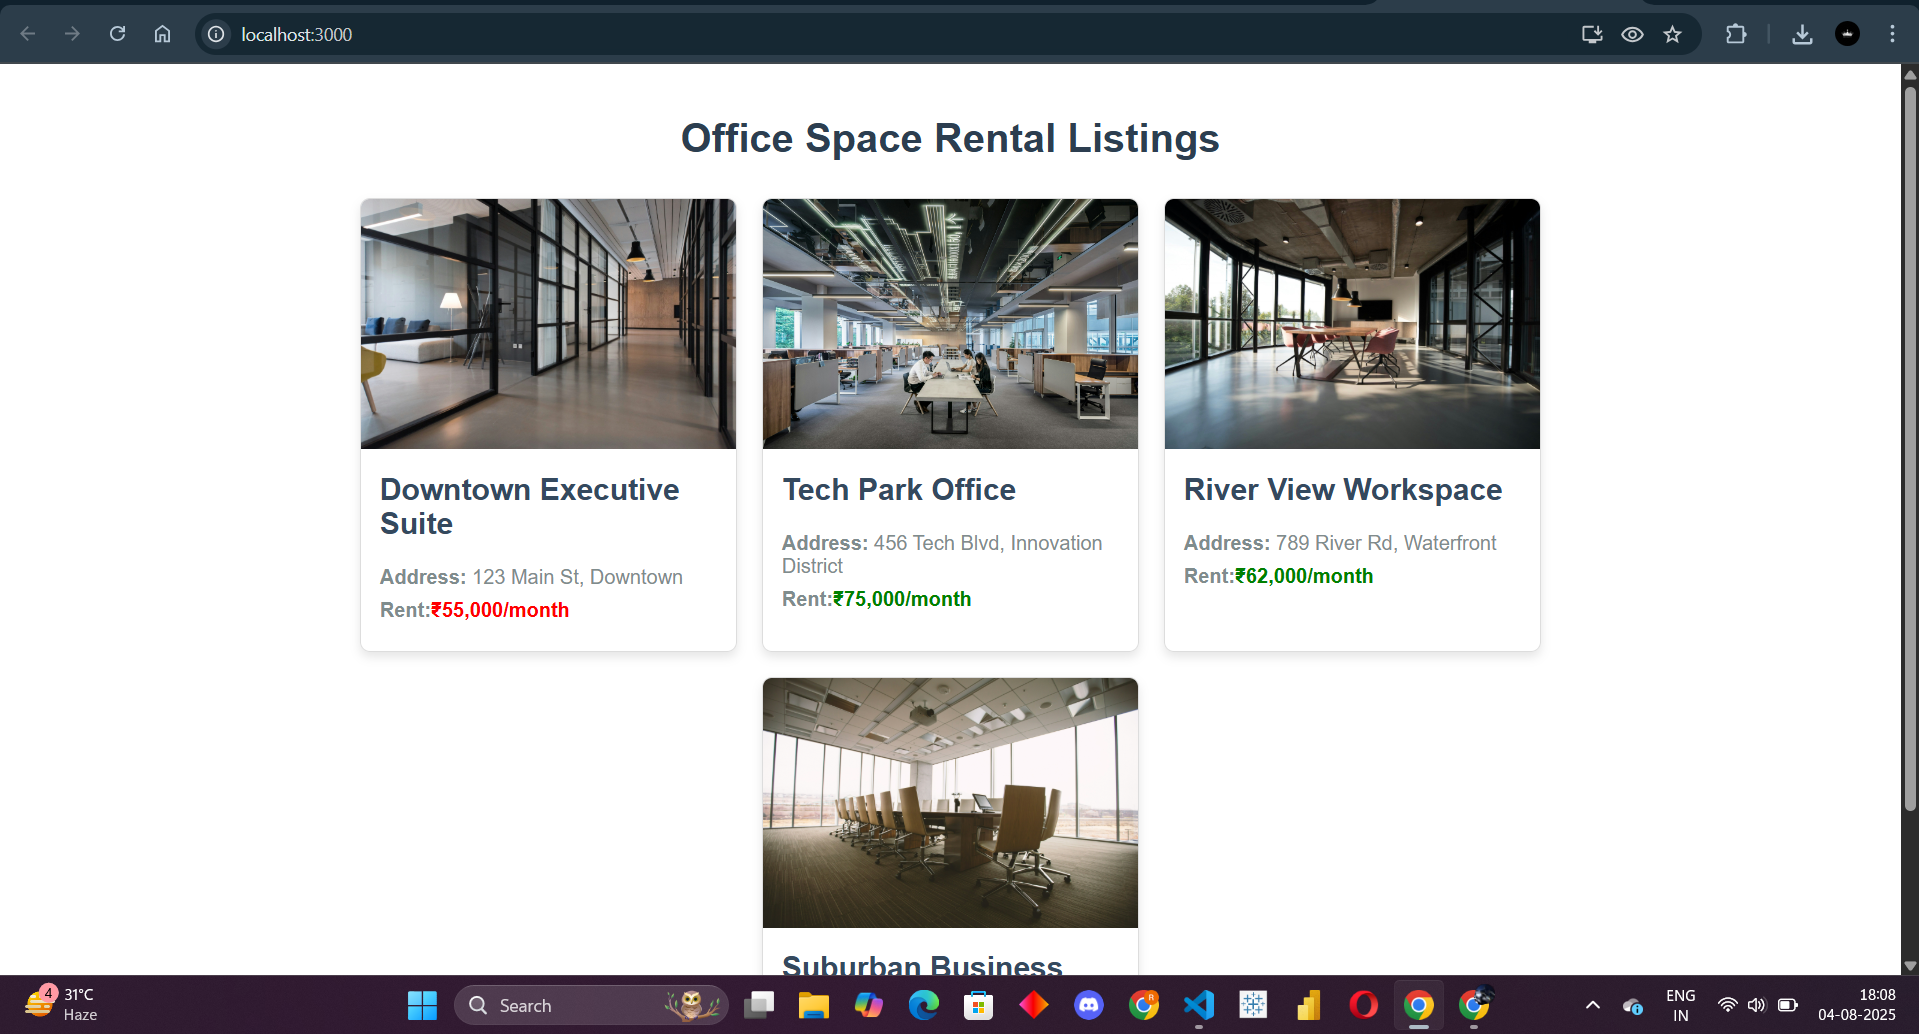 localhost:3000
Office Space Rental Listings
Downtown Executive
Suite
Address: 123 Main St, Downtown
Rent:₹55,000/month
Tech Park Office
Address: 456 Tech Blvd, Innovation
District
Rent:₹75,000/month
River View Workspace
Address: 789 River Rd, Waterfront
Rent:₹62,000/month
Suburban Business
4
31°C
Haze
Search
R
ENG
IN
18:08
04-08-2025